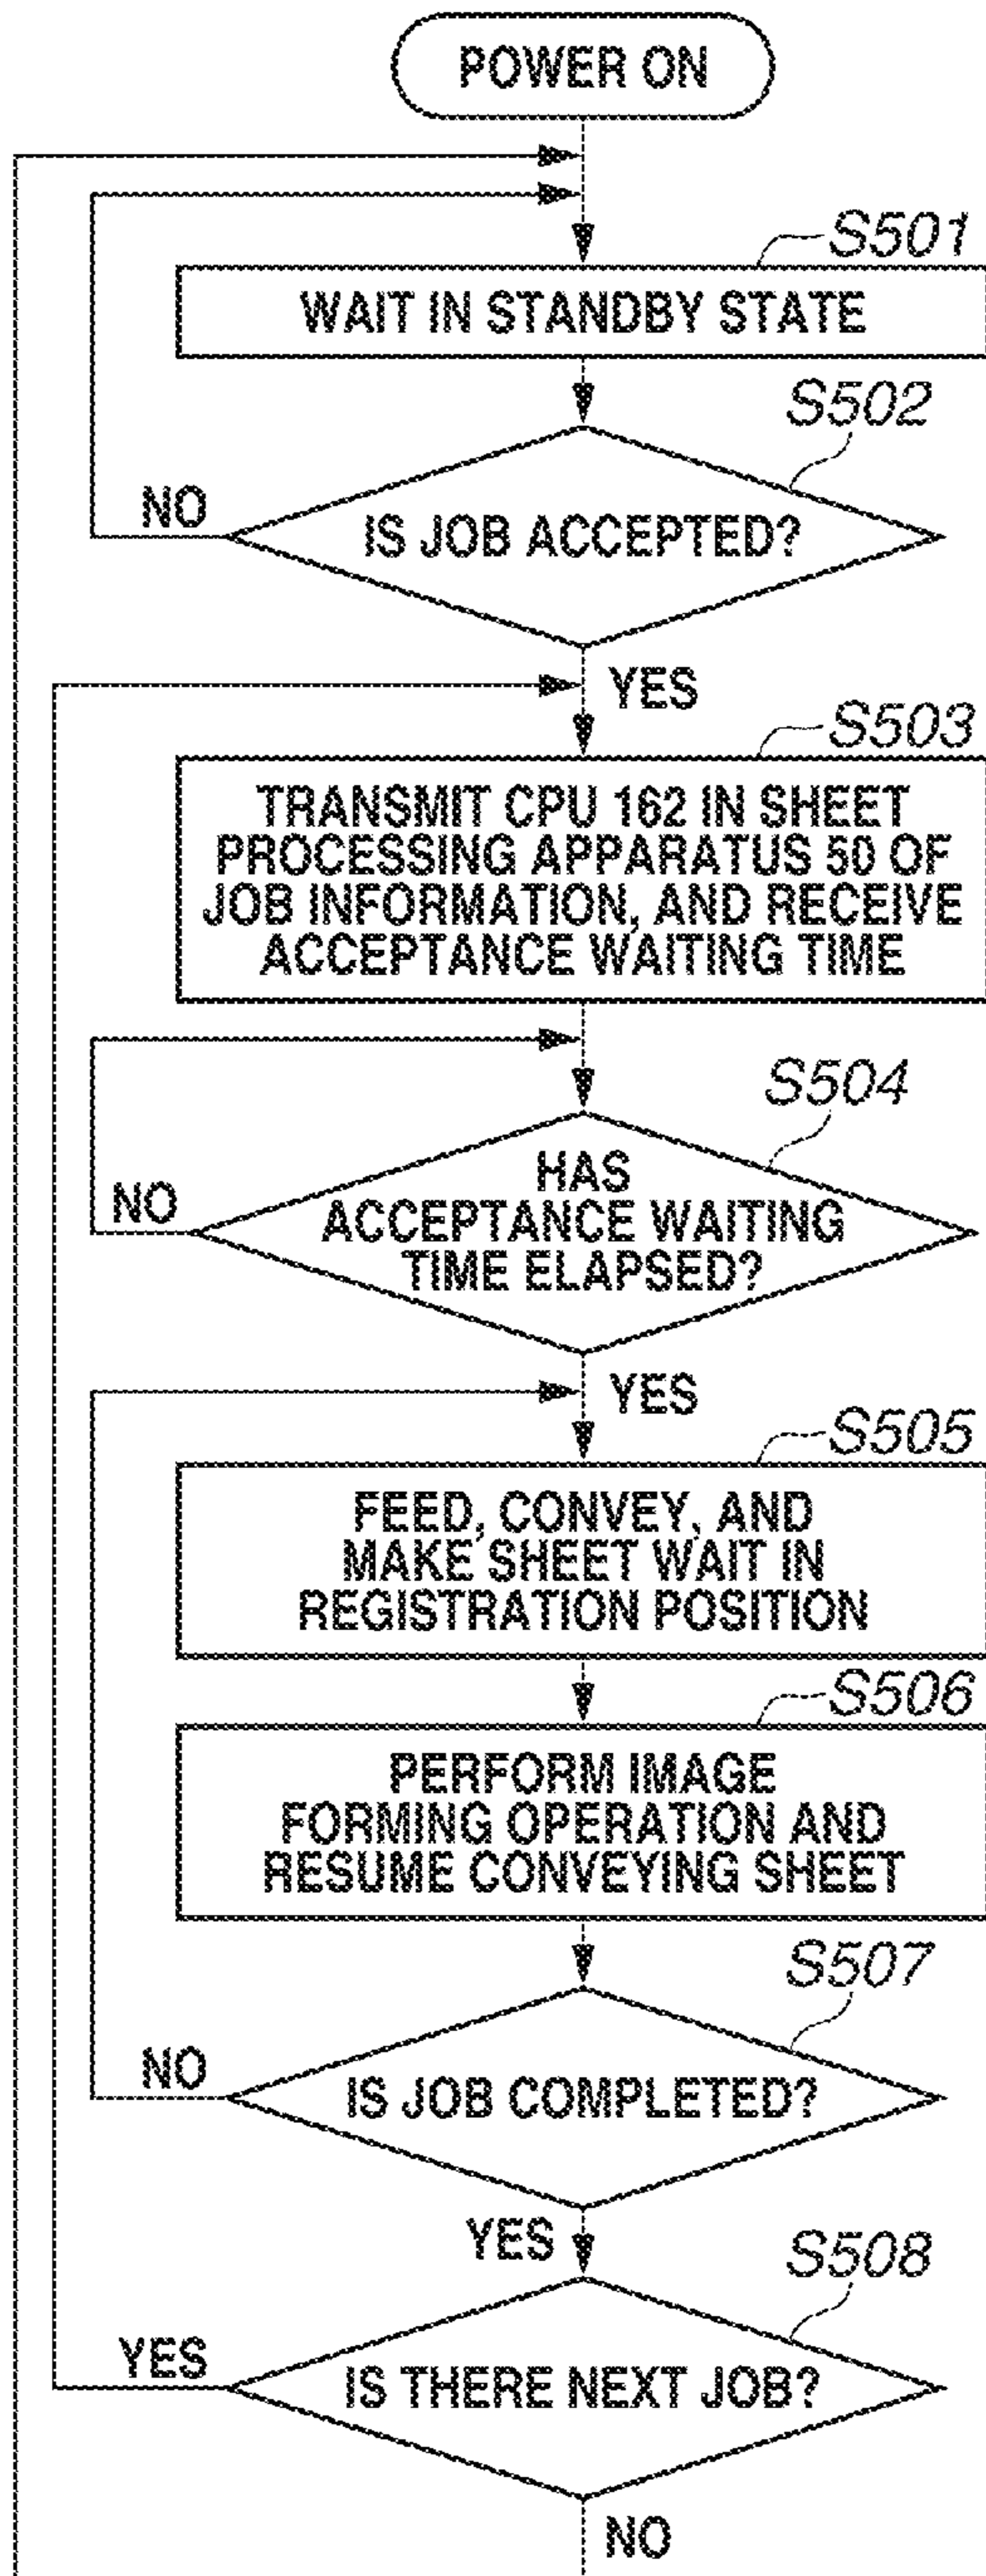 POWER ON
S501
WAIT IN STANDBY STATE
S502
NO
IS JOB ACCEPTED?
YES
S503
TRANSMIT CPU 162 IN SHEET
PROCESSING APPARATUS 50 OF
JOB INFORMATION, AND RECEIVE
ACCEPTANCE WAITING TIME
S504
NO
HAS
ACCEPTANCE WAITING
TIME ELAPSED?
YES
S505
FEED, CONVEY, AND
MAKE SHEET WAIT IN
REGISTRATION POSITION
S506
PERFORM IMAGE
FORMING OPERATION AND
RESUME CONVEYING SHEET
S507
NO
IS JOB COMPLETED?
YES
S508
YES
IS THERE NEXT JOB?
NO